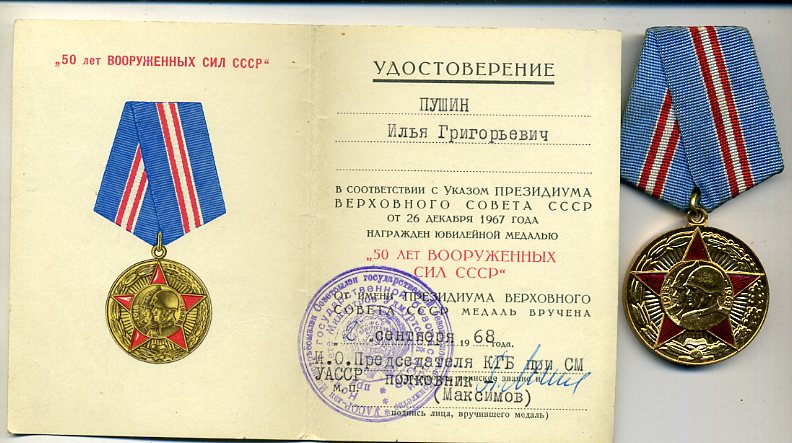 „50 лет ВООРУЖЕННЫХ СИЛ СССР“
УДОСТОВЕРЕНИЕ
ПУШИН
Илья Григорьевич
В СООТВЕТСТВИИ С УКАЗОМ ПРЕЗИДИУМА
ВЕРХОВНОГО СОВЕТА СССР
ОТ 26 ДЕКАБРЯ 1967 ГОДА
НАГРАЖДЕН ЮБИЛЕЙНОЙ МЕДАЛЬЮ
„50 ЛЕТ ВООРУЖЕННЫХ
СИЛ СССР“
ОТ ИМЕНИ ПРЕЗИДИУМА ВЕРХОВНОГО
СОВЕТА СССР МЕДАЛЬ ВРУЧЕНА
сентября 1968 года.
И.О.Председателя КГБ при СМ
УАССР полковник
М.П.
(Максимов)
подпись лица, вручившего медаль)